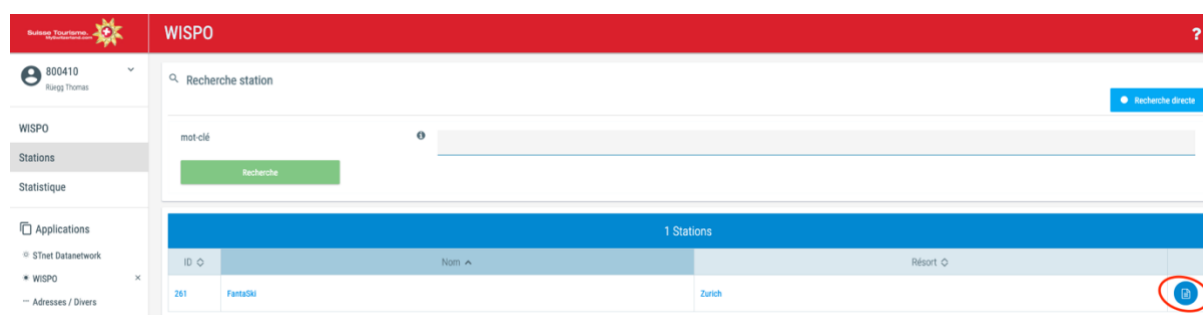 Suisse Tourisme.
MySwitzerland.com
WISPO
?
800410
Rüegg Thomas
WISPO
Stations
Statistique
Applications
STnet Datanetwork
WISPO ×
Adresses / Divers
Recherche station
Recherche directe
mot-clé
Recherche
1 Stations
ID Nom Résort
261 FantaSki Zurich